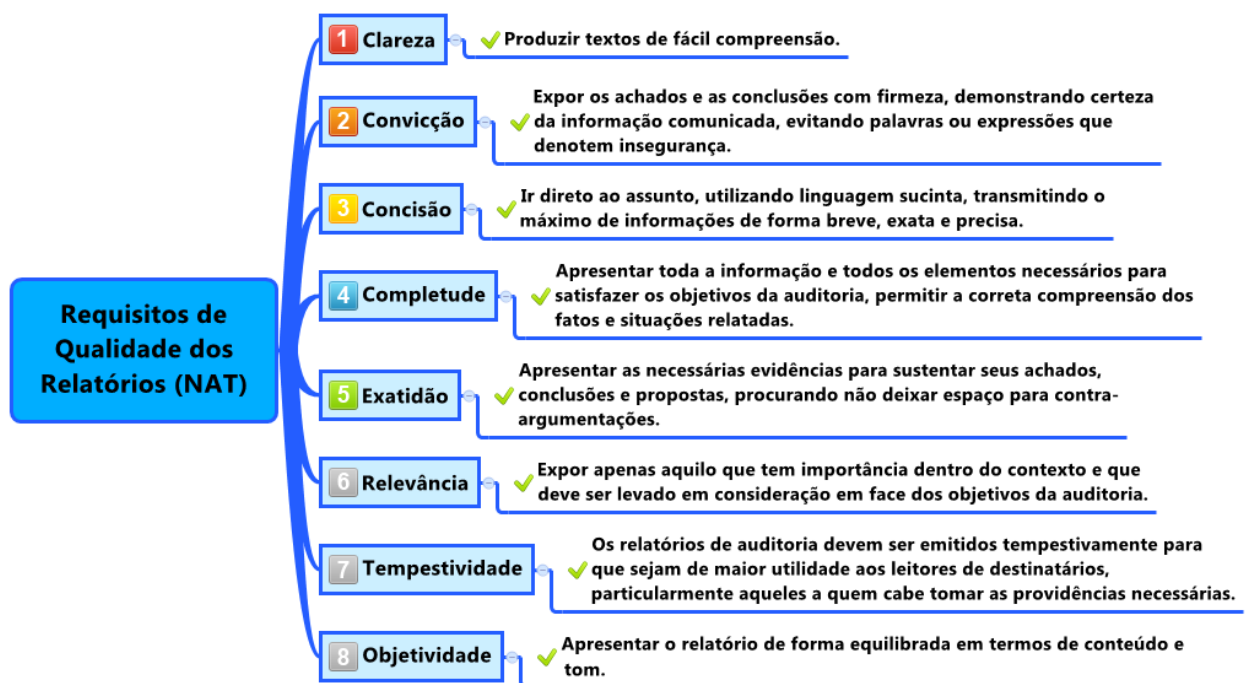 Requisitos de
Qualidade dos
Relatórios (NAT)
1 Clareza
Produzir textos de fácil compreensão.
2 Convicção
Expor os achados e as conclusões com firmeza, demonstrando certeza
da informação comunicada, evitando palavras ou expressões que
denotem insegurança.
3 Concisão
Ir direto ao assunto, utilizando linguagem sucinta, transmitindo o
máximo de informações de forma breve, exata e precisa.
4 Completude
Apresentar toda a informação e todos os elementos necessários para
satisfazer os objetivos da auditoria, permitir a correta compreensão dos
fatos e situações relatadas.
5 Exatidão
Apresentar as necessárias evidências para sustentar seus achados,
conclusões e propostas, procurando não deixar espaço para contra-
argumentações.
6 Relevância
Expor apenas aquilo que tem importância dentro do contexto e que
deve ser levado em consideração em face dos objetivos da auditoria.
7 Tempestividade
Os relatórios de auditoria devem ser emitidos tempestivamente para
que sejam de maior utilidade aos leitores de destinatários,
particularmente aqueles a quem cabe tomar as providências necessárias.
8 Objetividade
Apresentar o relatório de forma equilibrada em termos de conteúdo e
tom.